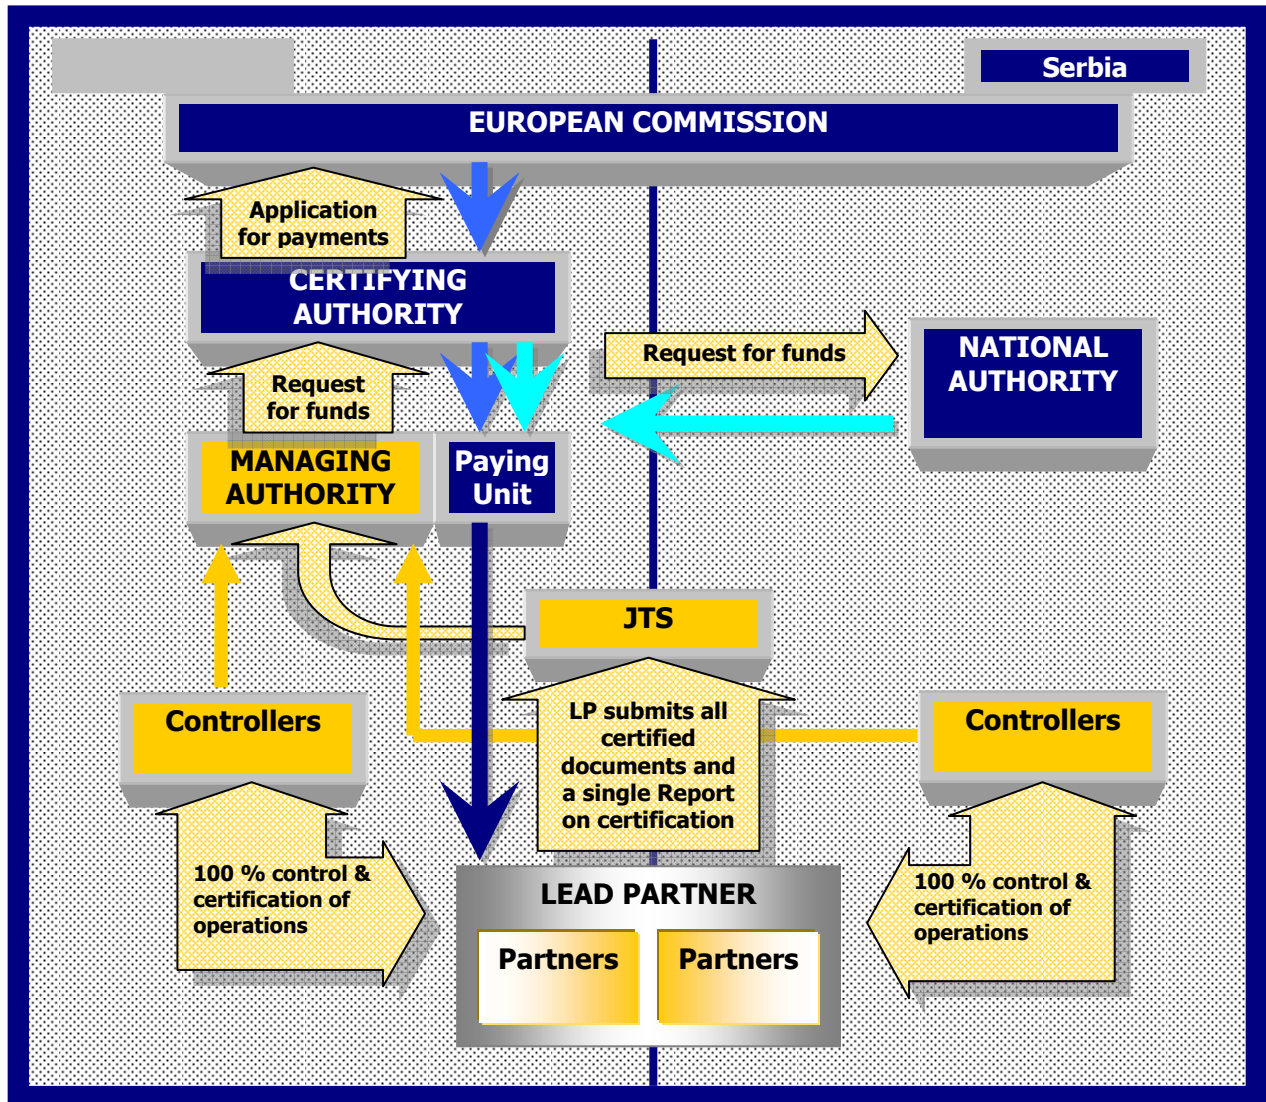 Serbia
EUROPEAN COMMISSION
Application
for payments
CERTIFYING
AUTHORITY
Request for funds
NATIONAL
AUTHORITY
Request
for funds
MANAGING
AUTHORITY
Paying
Unit
JTS
Controllers
LP submits all
certified
documents and
a single Report
on certification
Controllers
100 % control &
certification of
operations
LEAD PARTNER
Partners
Partners
100 % control &
certification of
operations